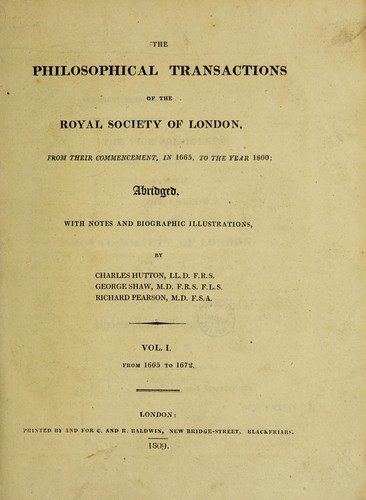 THE
PHILOSOPHICAL TRANSACTIONS
OF THE
ROYAL SOCIETY OF LONDON,
FROM THEIR COMMENCEMENT, IN 1665, TO THE YEAR 1800;
Abridged,
WITH NOTES AND BIOGRAPHIC ILLUSTRATIONS,
BY
CHARLES HUTTON, LL.D. F.R.S.
GEORGE SHAW, M.D. F.R.S. F.L.S.
RICHARD PEARSON, M.D. F.S.A.
VOL. I.
FROM 1665 TO 1672.
LONDON:
PRINTED BY AND FOR C. AND R. BALDWIN, NEW BRIDGE-STREET, BLACKFRIARS.
1809.